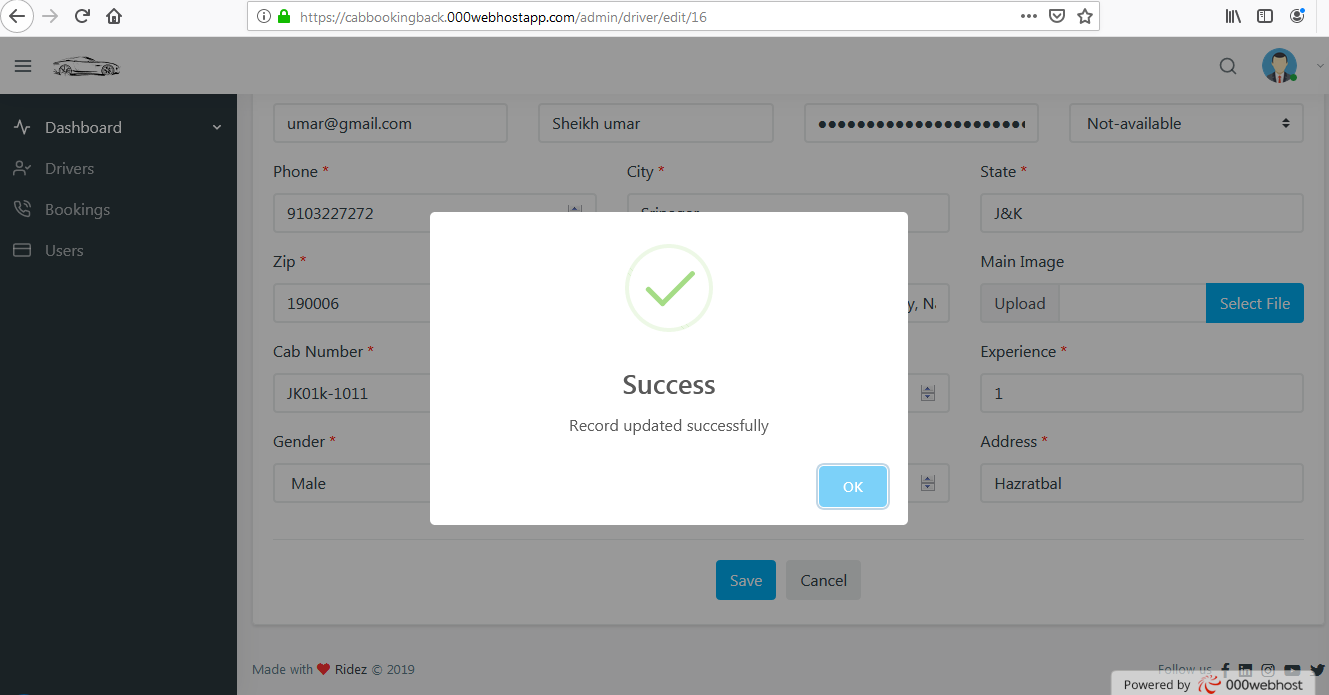 https://cabbookingback.000webhostapp.com/admin/driver/edit/16
Dashboard
Drivers
Bookings
Users
umar@gmail.com
Sheikh umar
Not-available
Phone *
City *
State *
9103227272
J&K
Zip *
Main Image
190006
y, Na
Upload
Select File
Cab Number *
Experience *
JK01k-1011
1
Gender *
Address *
Male
Hazratbal
Success
Record updated successfully
OK
Save
Cancel
Made with ❤ Ridez © 2019
Follow us
Powered by 000webhost